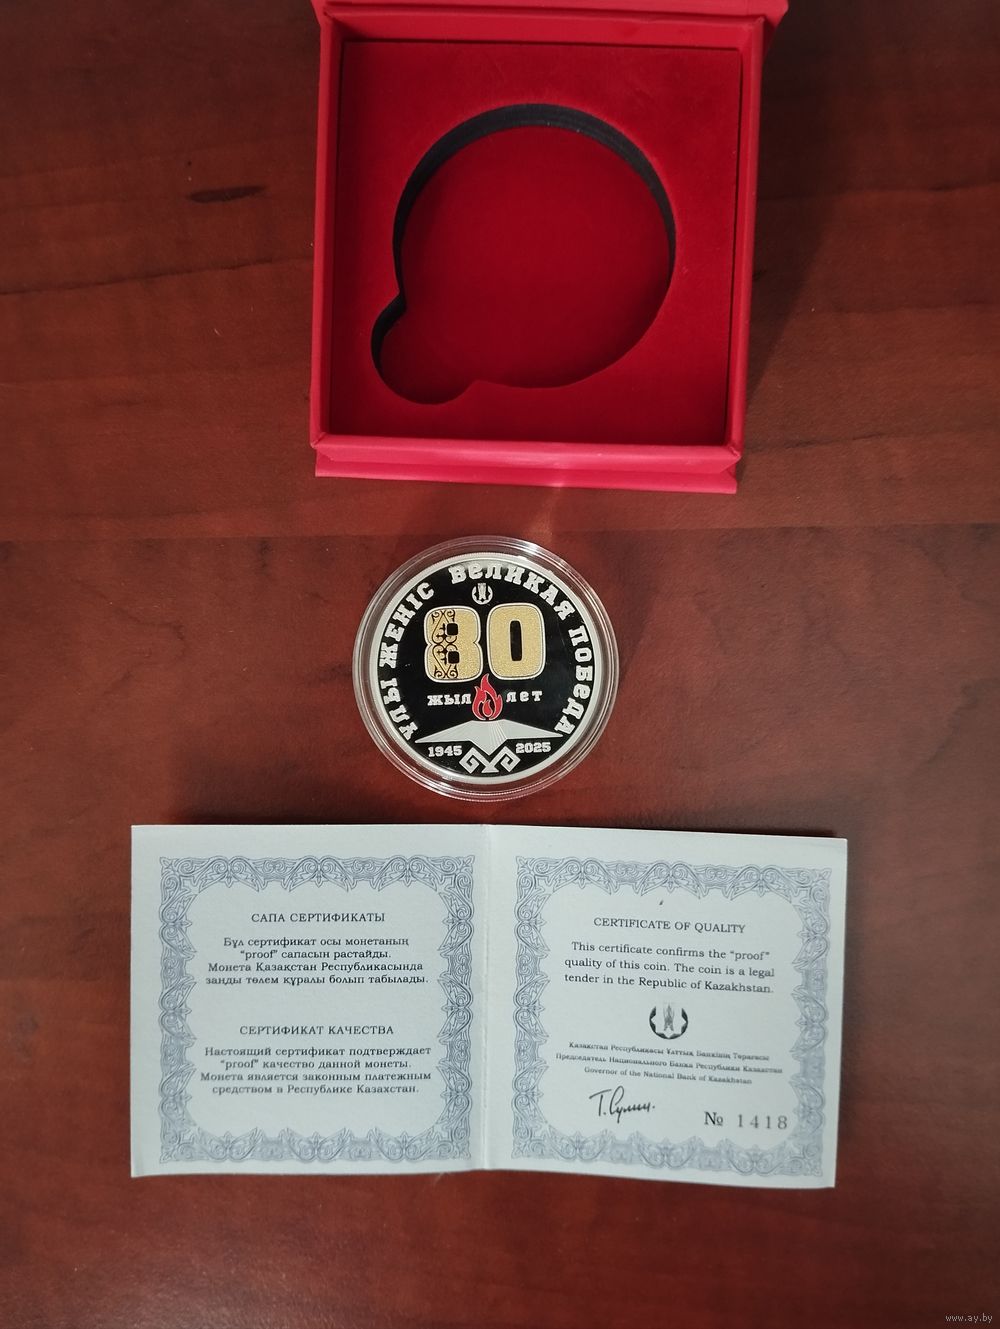 ҰЛЫ ЖЕҢІС ВЕЛИКАЯ ПОБЕДА
80
ЖЫЛ ЛЕТ
1945 2025
САПА СЕРТИФИКАТЫ
Бұл сертификат осы монетаның
"proof" сапасын растайды.
Монета Қазақстан Республикасында
заңды төлем құралы болып табылады.
СЕРТИФИКАТ КАЧЕСТВА
Настоящий сертификат подтверждает
"proof" качество данной монеты.
Монета является законным платежным
средством в Республике Казахстан.
CERTIFICATE OF QUALITY
This certificate confirms the "proof"
quality of this coin. The coin is a legal
tender in the Republic of Kazakhstan.
Қазақстан Республикасы Ұлттық Банкінің Төрағасы
Председатель Национального Банка Республики Казахстан
Governor of the National Bank of Kazakhstan
Т. Сулей.
№ 1418
www.ay.by